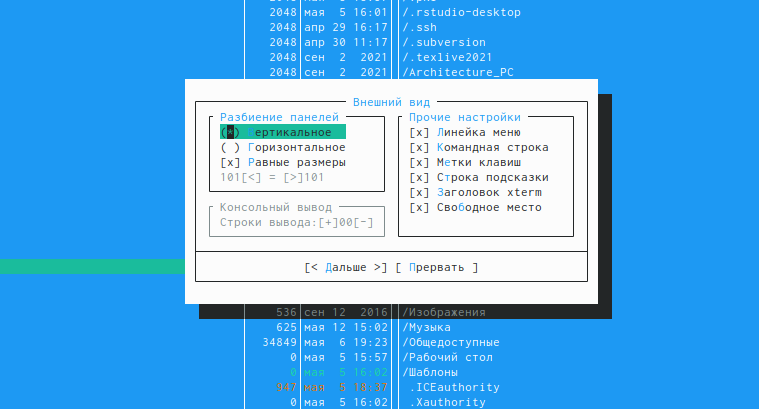 2048 мая 5 16:01 /.rstudio-desktop
2048 апр 29 16:17 /.ssh
2048 апр 30 11:17 /.subversion
2048 сен 2 2021 /.texlive2021
2048 сен 2 2021 /Architecture_PC
Внешний вид
Разбиение панелей
(*) Вертикальное
( ) Горизонтальное
[x] Равные размеры
101[<] = [>]101
Консольный вывод
Строки вывода:[+]00[-]
Прочие настройки
[x] Линейка меню
[x] Командная строка
[x] Метки клавиш
[x] Строка подсказки
[x] Заголовок xterm
[x] Свободное место
[< Дальше >] [ Прервать ]
536 сен 12 2016 /Изображения
625 мая 12 15:02 /Музыка
34849 мая 6 19:23 /Общедоступные
0 мая 5 15:57 /Рабочий стол
0 мая 5 16:02 /Шаблоны
947 мая 5 18:37 .ICEauthority
0 мая 5 16:02 .Xauthority